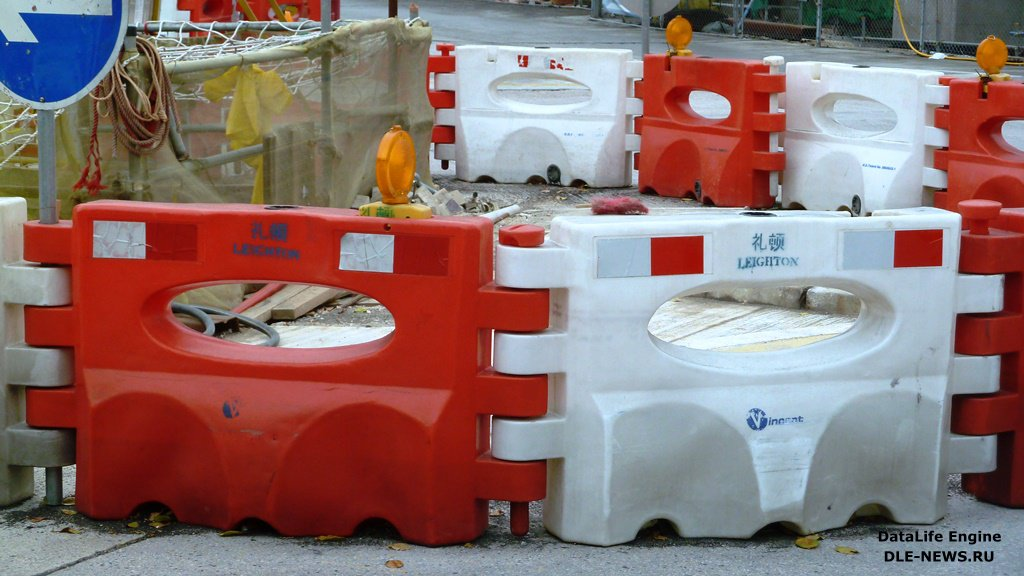 礼顿
LEIGHTON
礼顿
LEIGHTON
Vincent
DataLife Engine
DLE-NEWS.RU